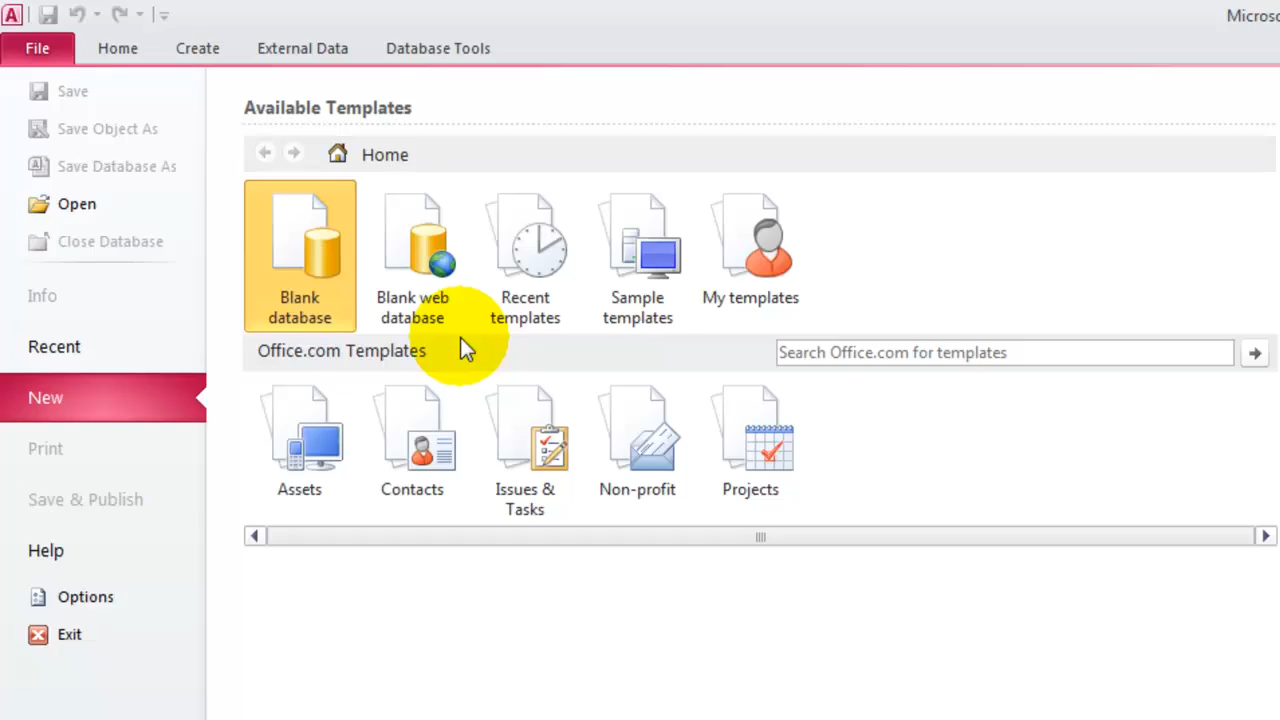 A
Microso
File Home Create External Data Database Tools
Save
Save Object As
Save Database As
Open
Close Database
Info
Recent
New
Print
Save & Publish
Help
Options
Exit
Available Templates
Home
Blank
database
Blank web
database
Recent
templates
Sample
templates
My templates
Office.com Templates
Search Office.com for templates
Assets
Contacts
Issues &
Tasks
Non-profit
Projects